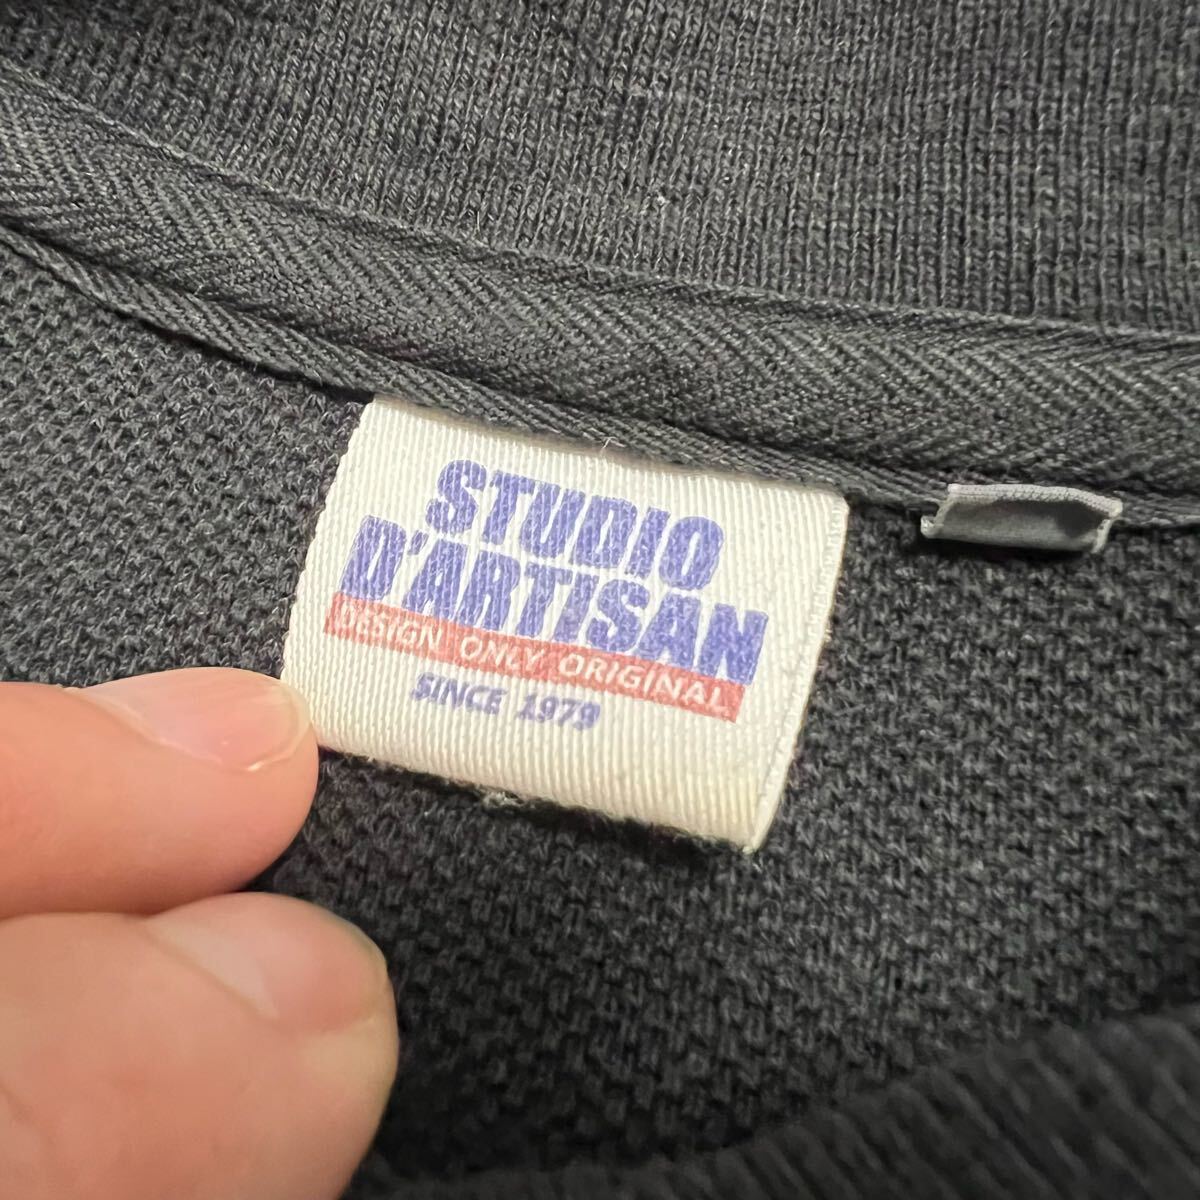 STUDIO
D'ARTISAN
DESIGN ONLY ORIGINAL
SINCE 1979